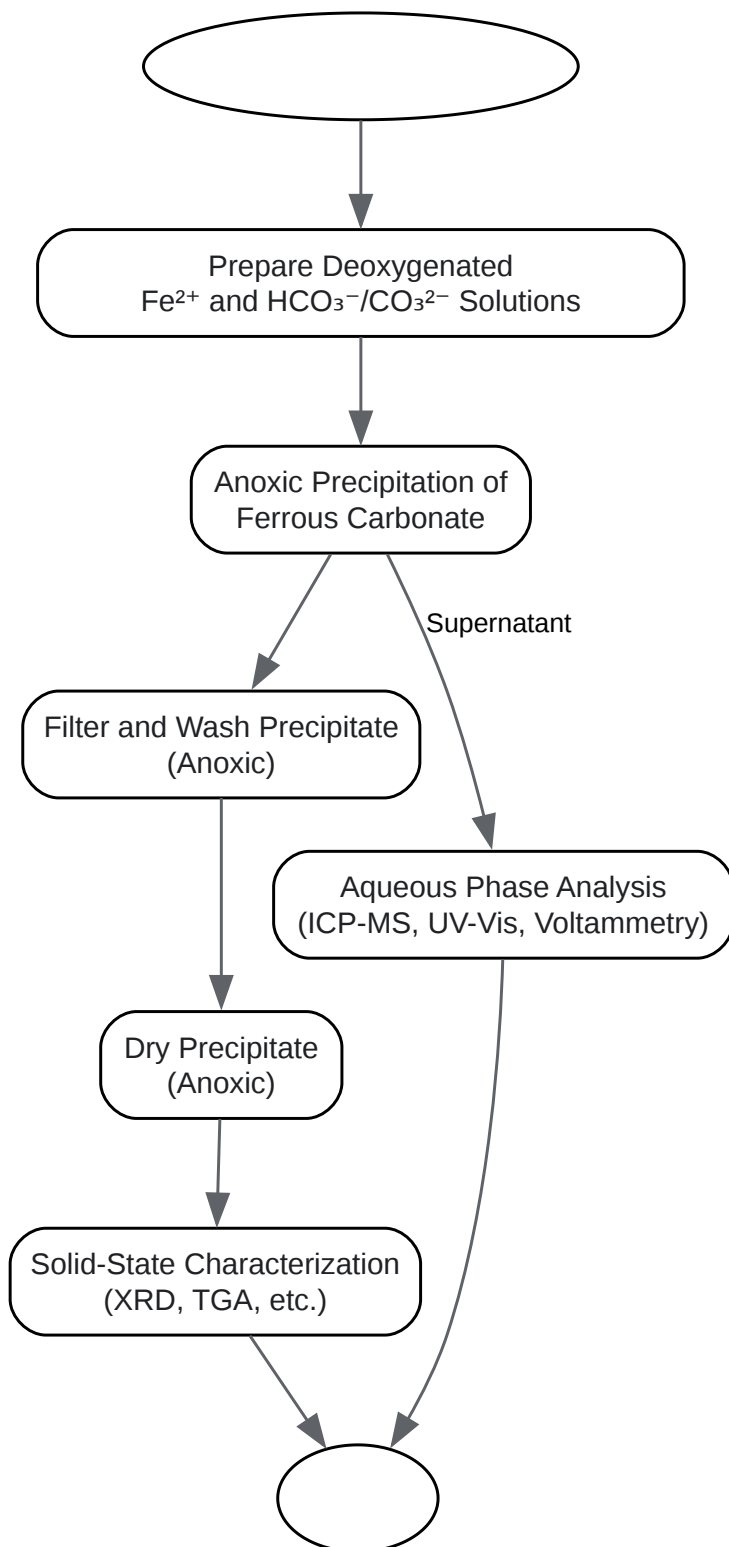 Prepare Deoxygenated
Fe²⁺ and HCO₃⁻/CO₃²⁻ Solutions
Anoxic Precipitation of
Ferrous Carbonate
Supernatant
Filter and Wash Precipitate
(Anoxic)
Aqueous Phase Analysis
(ICP-MS, UV-Vis, Voltammetry)
Dry Precipitate
(Anoxic)
Solid-State Characterization
(XRD, TGA, etc.)